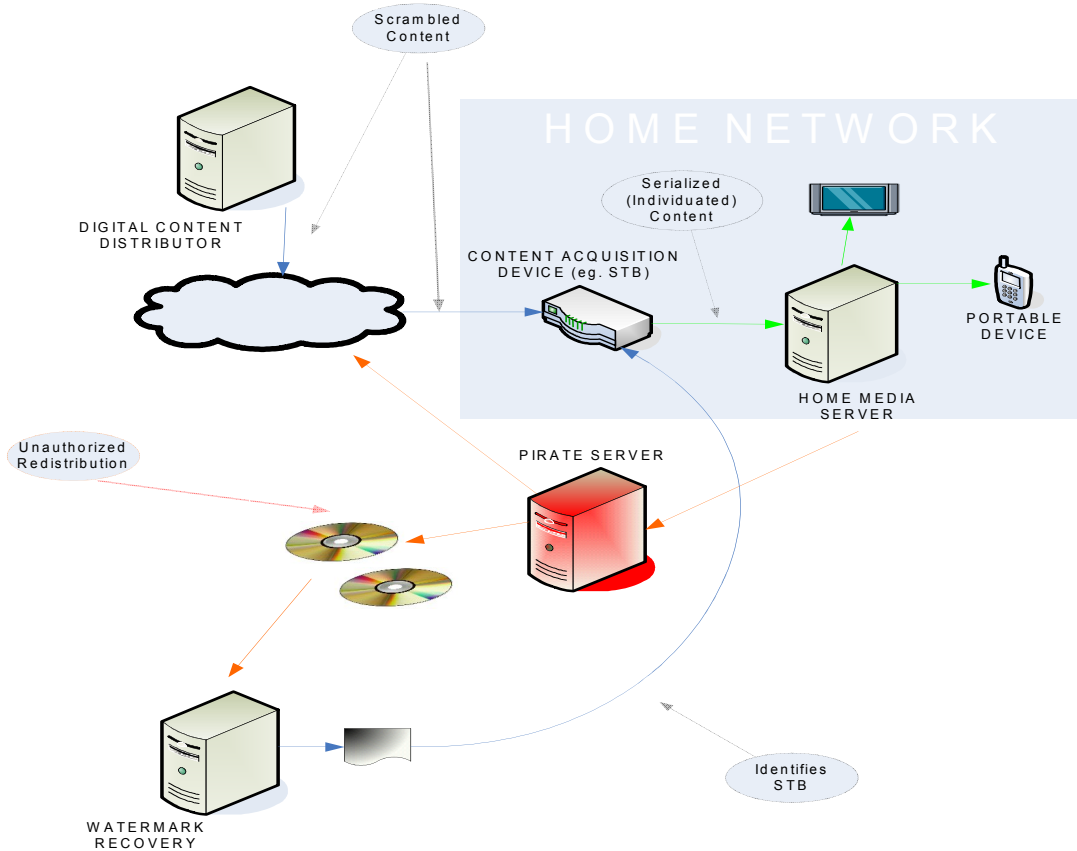 Scrambled
Content
HOME NETWORK
DIGITAL CONTENT
DISTRIBUTOR
Serialized
(Individuated)
Content
CONTENT ACQUISITION
DEVICE (eg. STB)
PORTABLE
DEVICE
HOME MEDIA
SERVER
Unauthorized
Redistribution
PIRATE SERVER
Identifies
STB
WATERMARK
RECOVERY